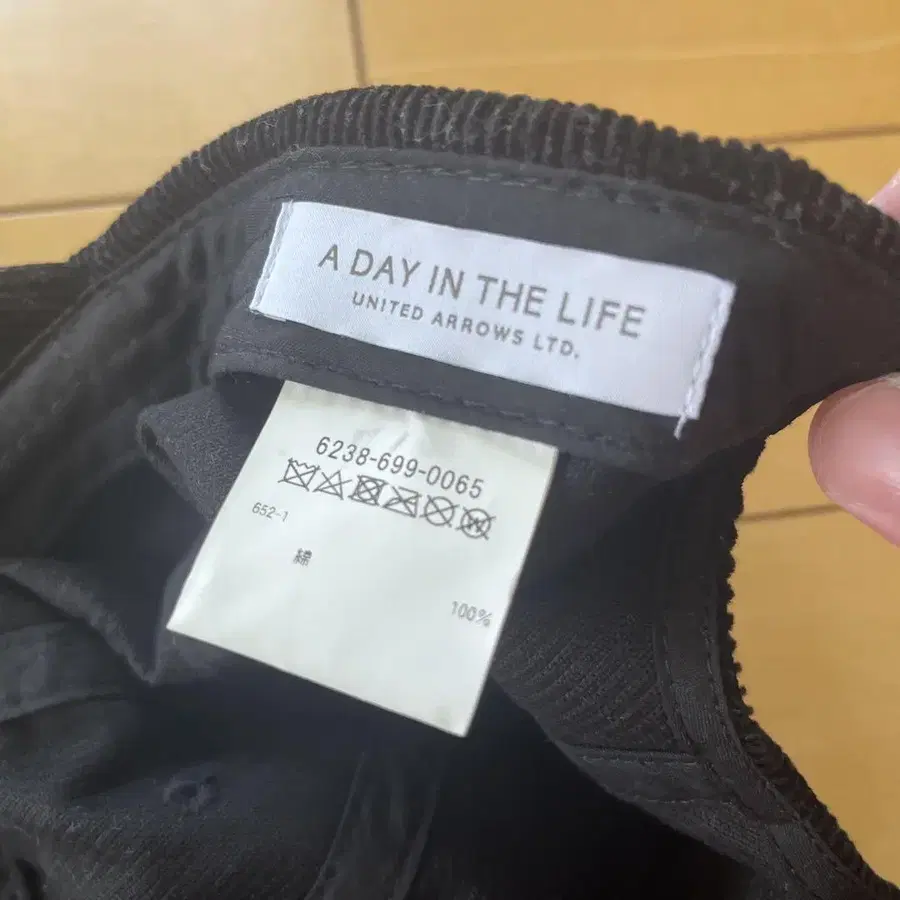 A DAY IN THE LIFE
UNITED ARROWS LTD.
6238-699-0065
652-1
綿
100%